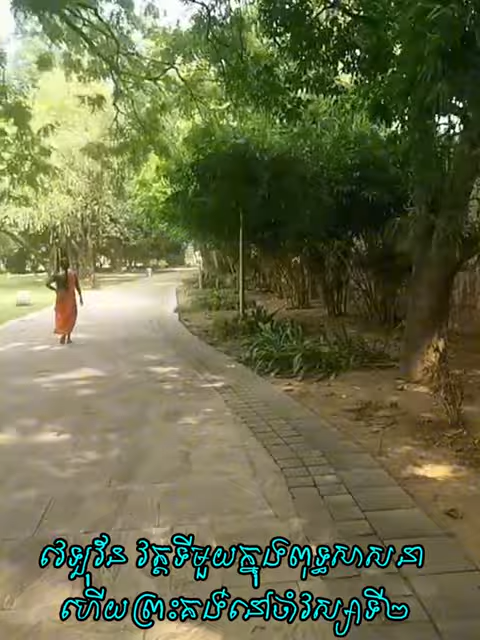 វេឡុវ័ន វត្តទីមួយក្នុងពុទ្ធសាសនា
ហើយព្រះគង់នៅចាំវស្សាទី២